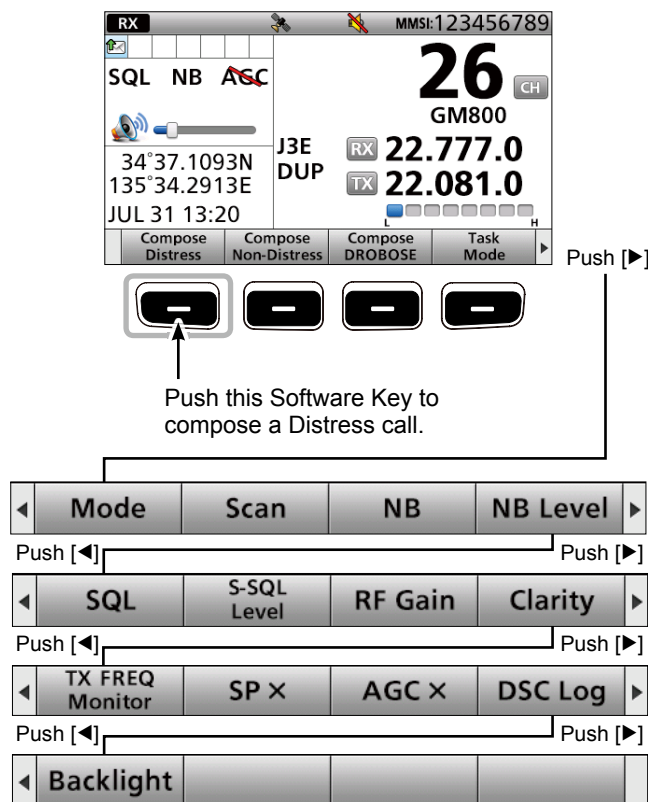 RX MMSI:123456789
SQL NB AGC
26 CH
GM800
J3E
DUP
RX 22.777.0
TX 22.081.0
L H
34°37.1093N
135°34.2913E
JUL 31 13:20
Compose Distress
Compose Non-Distress
Compose DROBOSE
Task Mode
Push [▶]
Push this Software Key to
compose a Distress call.
◀ Mode Scan NB NB Level ▶
Push [◀] Push [▶]
◀ SQL S-SQL Level RF Gain Clarity ▶
Push [◀] Push [▶]
◀ TX FREQ Monitor SP × AGC × DSC Log ▶
Push [◀] Push [▶]
◀ Backlight